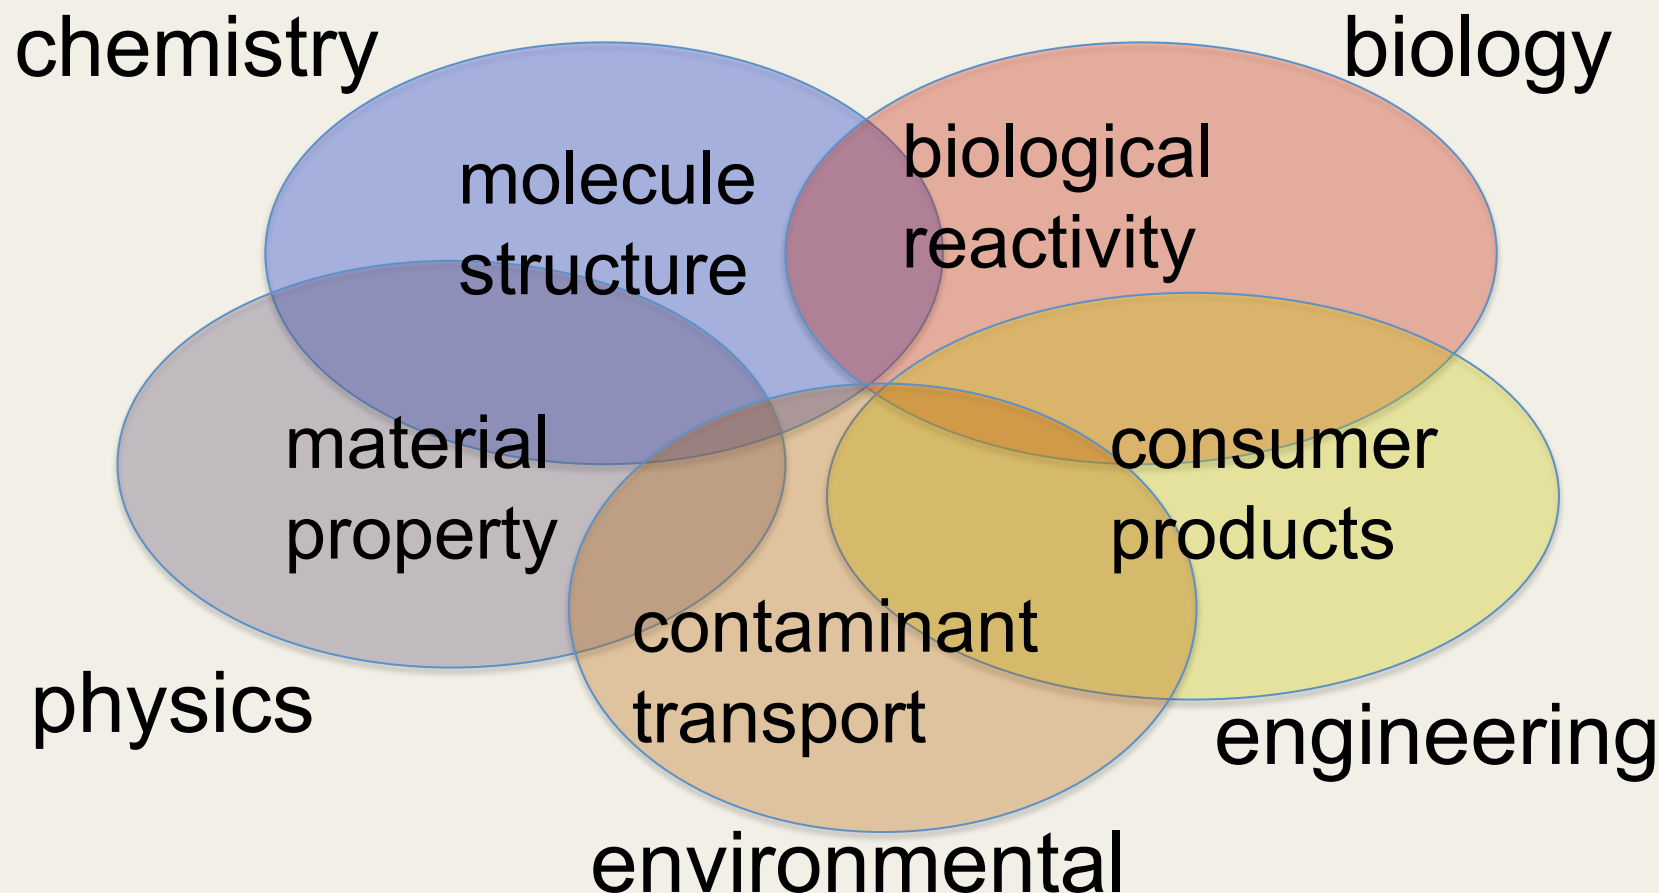 chemistry
biology
molecule
structure
biological
reactivity
material
property
consumer
products
contaminant
transport
physics
engineering
environmental